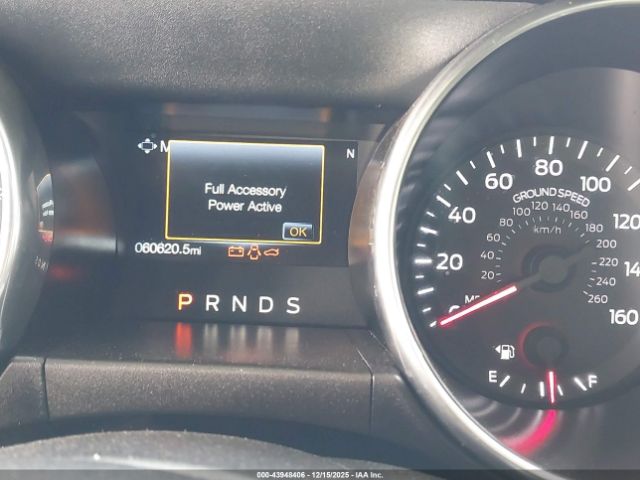 M
N
Full Accessory
Power Active
OK
060620.5mi
P R N D S
GROUND SPEED
km/h
20 40 60 80 100 120 160
20 40 60 80 100 120 140 160 180 200 220 240 260
E F
000-43948406 - 12/15/2025 - IAA Inc.